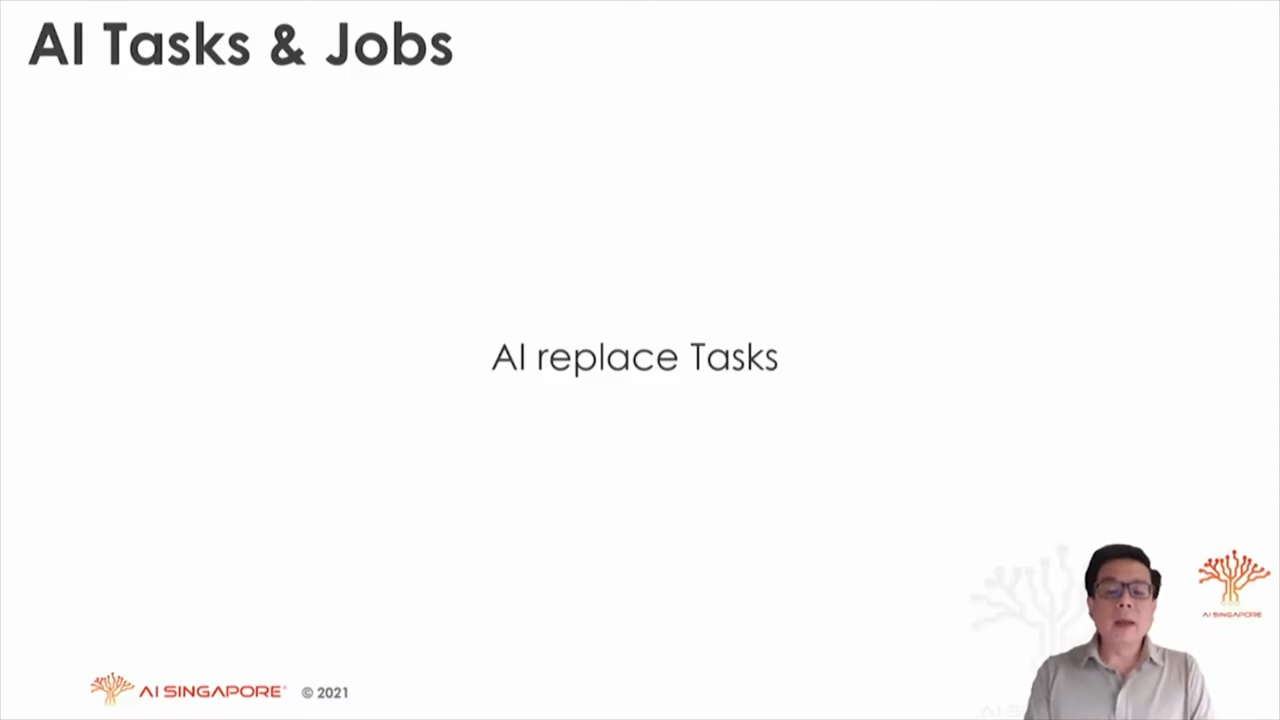 AI Tasks & Jobs
AI replace Tasks
AI SINGAPORE
AI SINGAPORE® © 2021